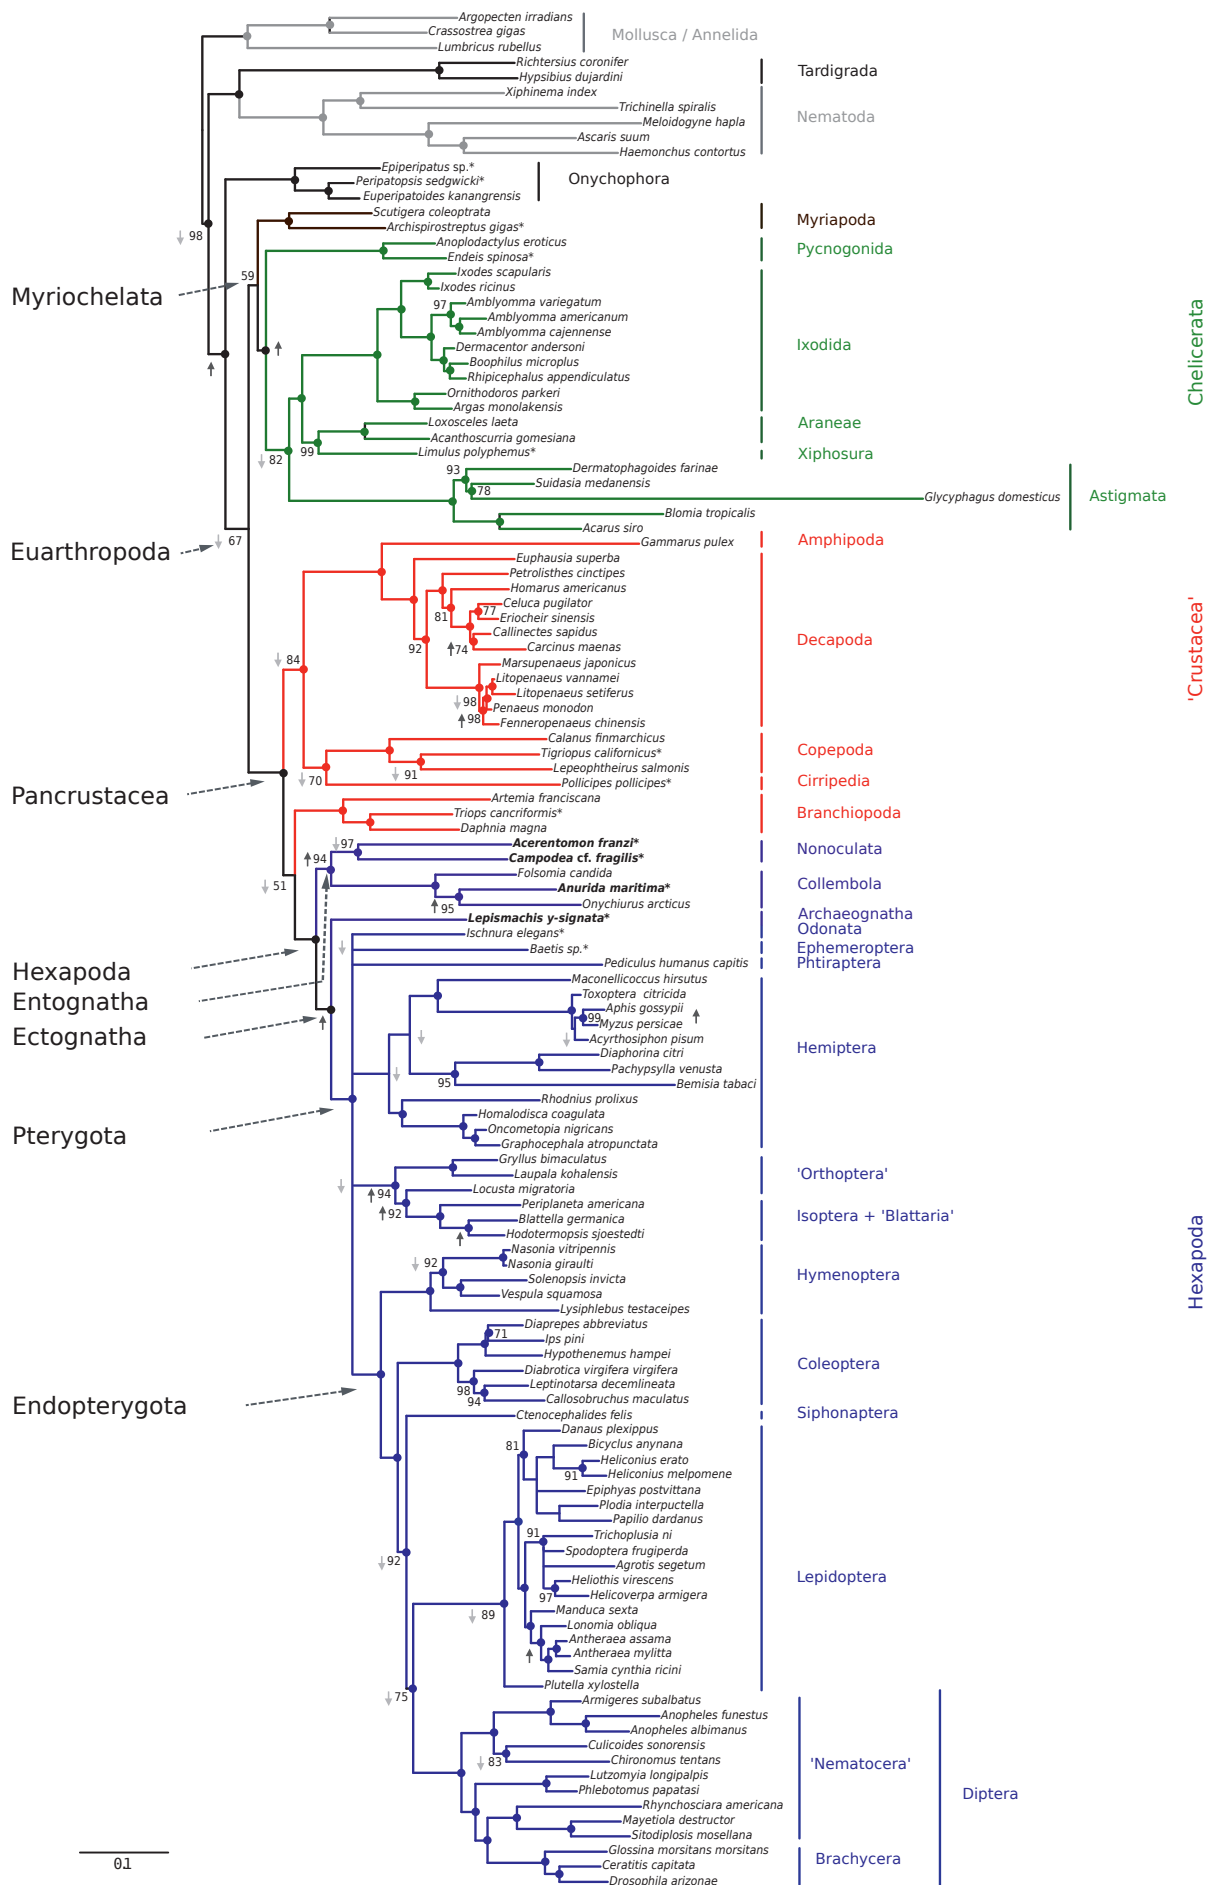 Argopecten irradians
Crassostrea gigas
Mollusca / Annelida
Lumbricus rubellus
Richtersius coronifer
Tardigrada
Hypsibius dujardini
Xiphinema index
Trichinella spiralis
Nematoda
Meloidogyne hapla
Ascaris suum
Haemonchus contortus
Epiperipatus sp.*
Peripatopsis sedgwicki*
Onychophora
Euperipatoides kanangrensis
Scutigera coleoptrata
Myriapoda
Archispirostreptus gigas*
98
Anoplodactylus eroticus
Pycnogonida
Endeis spinosa*
Ixodes scapularis
59
Ixodes ricinus
Myriochelata
97
Amblyomma variegatum
Amblyomma americanum
Amblyomma cajennense
Ixodida
Chelicerata
Dermacentor andersoni
Boophilus microplus
Rhipicephalus appendiculatus
Ornithodoros parkeri
Argas monolakensis
Loxosceles laeta
Araneae
Acanthoscurria gomesiana
99
Limulus polyphemus*
Xiphosura
82
93
Dermatophagoides farinae
Suidasia medanensis
78
Glycyphagus domesticus
Astigmata
Blomia tropicalis
Acarus siro
Euarthropoda
67
Gammarus pulex
Amphipoda
Euphausia superba
Petrolisthes cinctipes
Homarus americanus
Celuca pugilator
77
81
Eriocheir sinensis
Callinectes sapidus
Decapoda
92
74
Carcinus maenas
'Crustacea'
84
Marsupenaeus japonicus
Litopenaeus vannamei
Litopenaeus setiferus
98
Penaeus monodon
98
Fenneropenaeus chinensis
Calanus finmarchicus
Tigriopus californicus*
Copepoda
91
Lepeophtheirus salmonis
70
Pollicipes pollicipes*
Cirripedia
Pancrustacea
Artemia franciscana
Triops cancriformis*
Branchiopoda
Daphnia magna
97
Acerentomon franzi*
Nonoculata
94
Campodea cf. fragilis*
Folsomia candida
51
Anurida maritima*
Collembola
95
Onychiurus arcticus
Lepismachis y-signata*
Archaeognatha
Ischnura elegans*
Odonata
Baetis sp.*
Ephemeroptera
Hexapoda
Pediculus humanus capitis
Phtiraptera
Entognatha
Maconellicoccus hirsutus
Toxoptera citricida
Aphis gossypii
99
Myzus persicae
Ectognatha
Acyrthosiphon pisum
Hemiptera
Diaphorina citri
Pachypsylla venusta
95
Bemisia tabaci
Rhodnius prolixus
Homalodisca coagulata
Pterygota
Oncometopia nigricans
Graphocephala atropunctata
Gryllus bimaculatus
Laupala kohalensis
'Orthoptera'
94
Locusta migratoria
92
Periplaneta americana
Blattella germanica
Isoptera + 'Blattaria'
Hodotermopsis sjoestedti
Nasonia vitripennis
92
Nasonia giraulti
Hexapoda
Solenopsis invicta
Hymenoptera
Vespula squamosa
Lysiphlebus testaceipes
Diaprepes abbreviatus
71
Ips pini
Hypothenemus hampei
Coleoptera
Diabrotica virgifera virgifera
98
Leptinotarsa decemlineata
94
Callosobruchus maculatus
Endopterygota
Ctenocephalides felis
Siphonaptera
Danaus plexippus
81
Bicyclus anynana
Heliconius erato
91
Heliconius melpomene
Epiphyas postvittana
Plodia interpuctella
Papilio dardanus
91
Trichoplusia ni
Spodoptera frugiperda
92
Agrotis segetum
Lepidoptera
Heliothis virescens
97
Helicoverpa armigera
89
Manduca sexta
Lonomia obliqua
Antheraea assama
Antheraea mylitta
Samia cynthia ricini
Plutella xylostella
75
Armigeres subalbatus
Anopheles funestus
Anopheles albimanus
Culicoides sonorensis
83
Chironomus tentans
'Nematocera'
Lutzomyia longipalpis
Phlebotomus papatasi
Diptera
Rhynchosciara americana
Mayetiola destructor
Sitodiplosis mosellana
Glossina morsitans morsitans
Brachycera
0.1
Ceratitis capitata
Drosophila arizonae